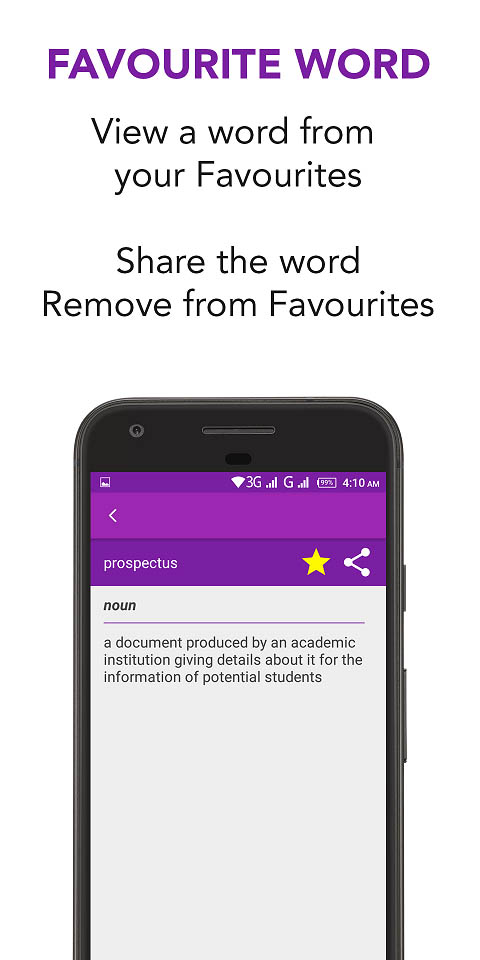 FAVOURITE WORD
View a word from
your Favourites
Share the word
Remove from Favourites
3G G 99% 4:10 AM
prospectus
noun
a document produced by an academic
institution giving details about it for the
information of potential students